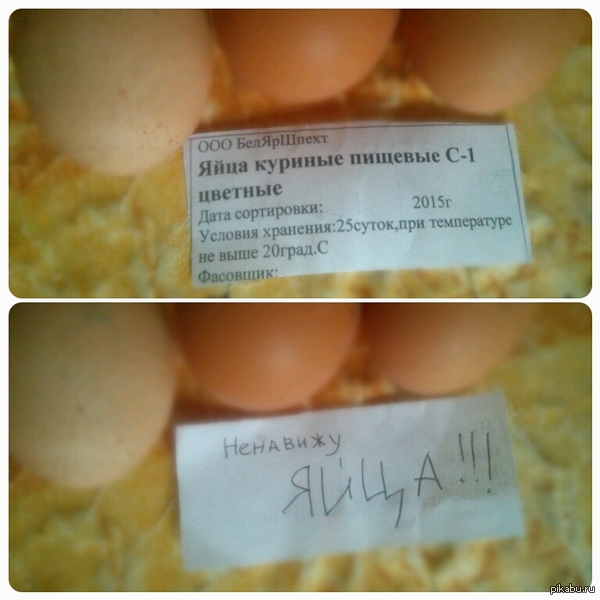 ООО БелЯрШпехт
Яйца куриные пищевые С-1
цветные
Дата сортировки: 2015г
Условия хранения:25суток,при температуре
не выше 20град.С
Фасовщик:
Ненавижу
ЯЙЦА!!!
pikabu.ru